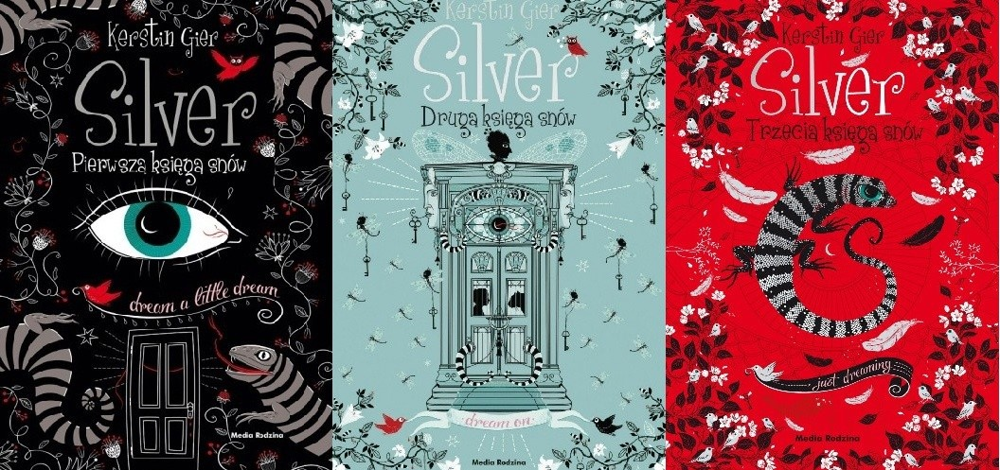 Kerstin Gier
Silver
Pierwsza księga snów
dream a little dream
Media Rodzina
Kerstin Gier
Silver
Druga księga snów
dream on
Media Rodzina
Kerstin Gier
Silver
Trzecia księga snów
just dreaming
Media Rodzina